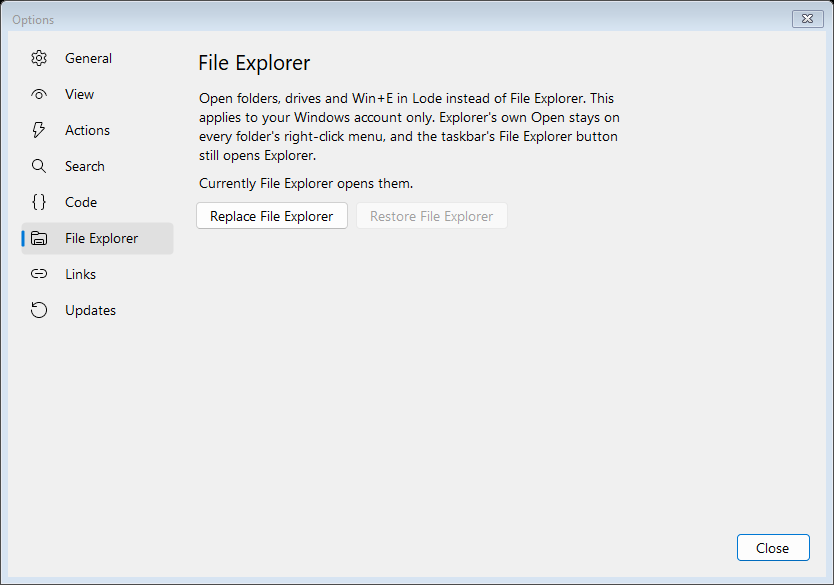 Options
General
View
Actions
Search
Code
File Explorer
Links
Updates
File Explorer
Open folders, drives and Win+E in Lode instead of File Explorer. This
applies to your Windows account only. Explorer's own Open stays on
every folder's right-click menu, and the taskbar's File Explorer button
still opens Explorer.
Currently File Explorer opens them.
Replace File Explorer
Restore File Explorer
Close